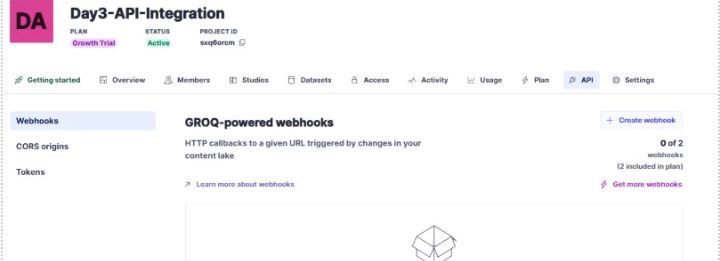 DA
Day3-API-Integration
PLAN STATUS PROJECT ID
Growth Trial Active sxq6orcm
Getting started Overview Members Studios Datasets Access Activity Usage Plan API Settings
Webhooks
CORS origins
Tokens
GROQ-powered webhooks
HTTP callbacks to a given URL triggered by changes in your
content lake
Learn more about webhooks
Create webhook
0 of 2
webhooks
(2 included in plan)
Get more webhooks